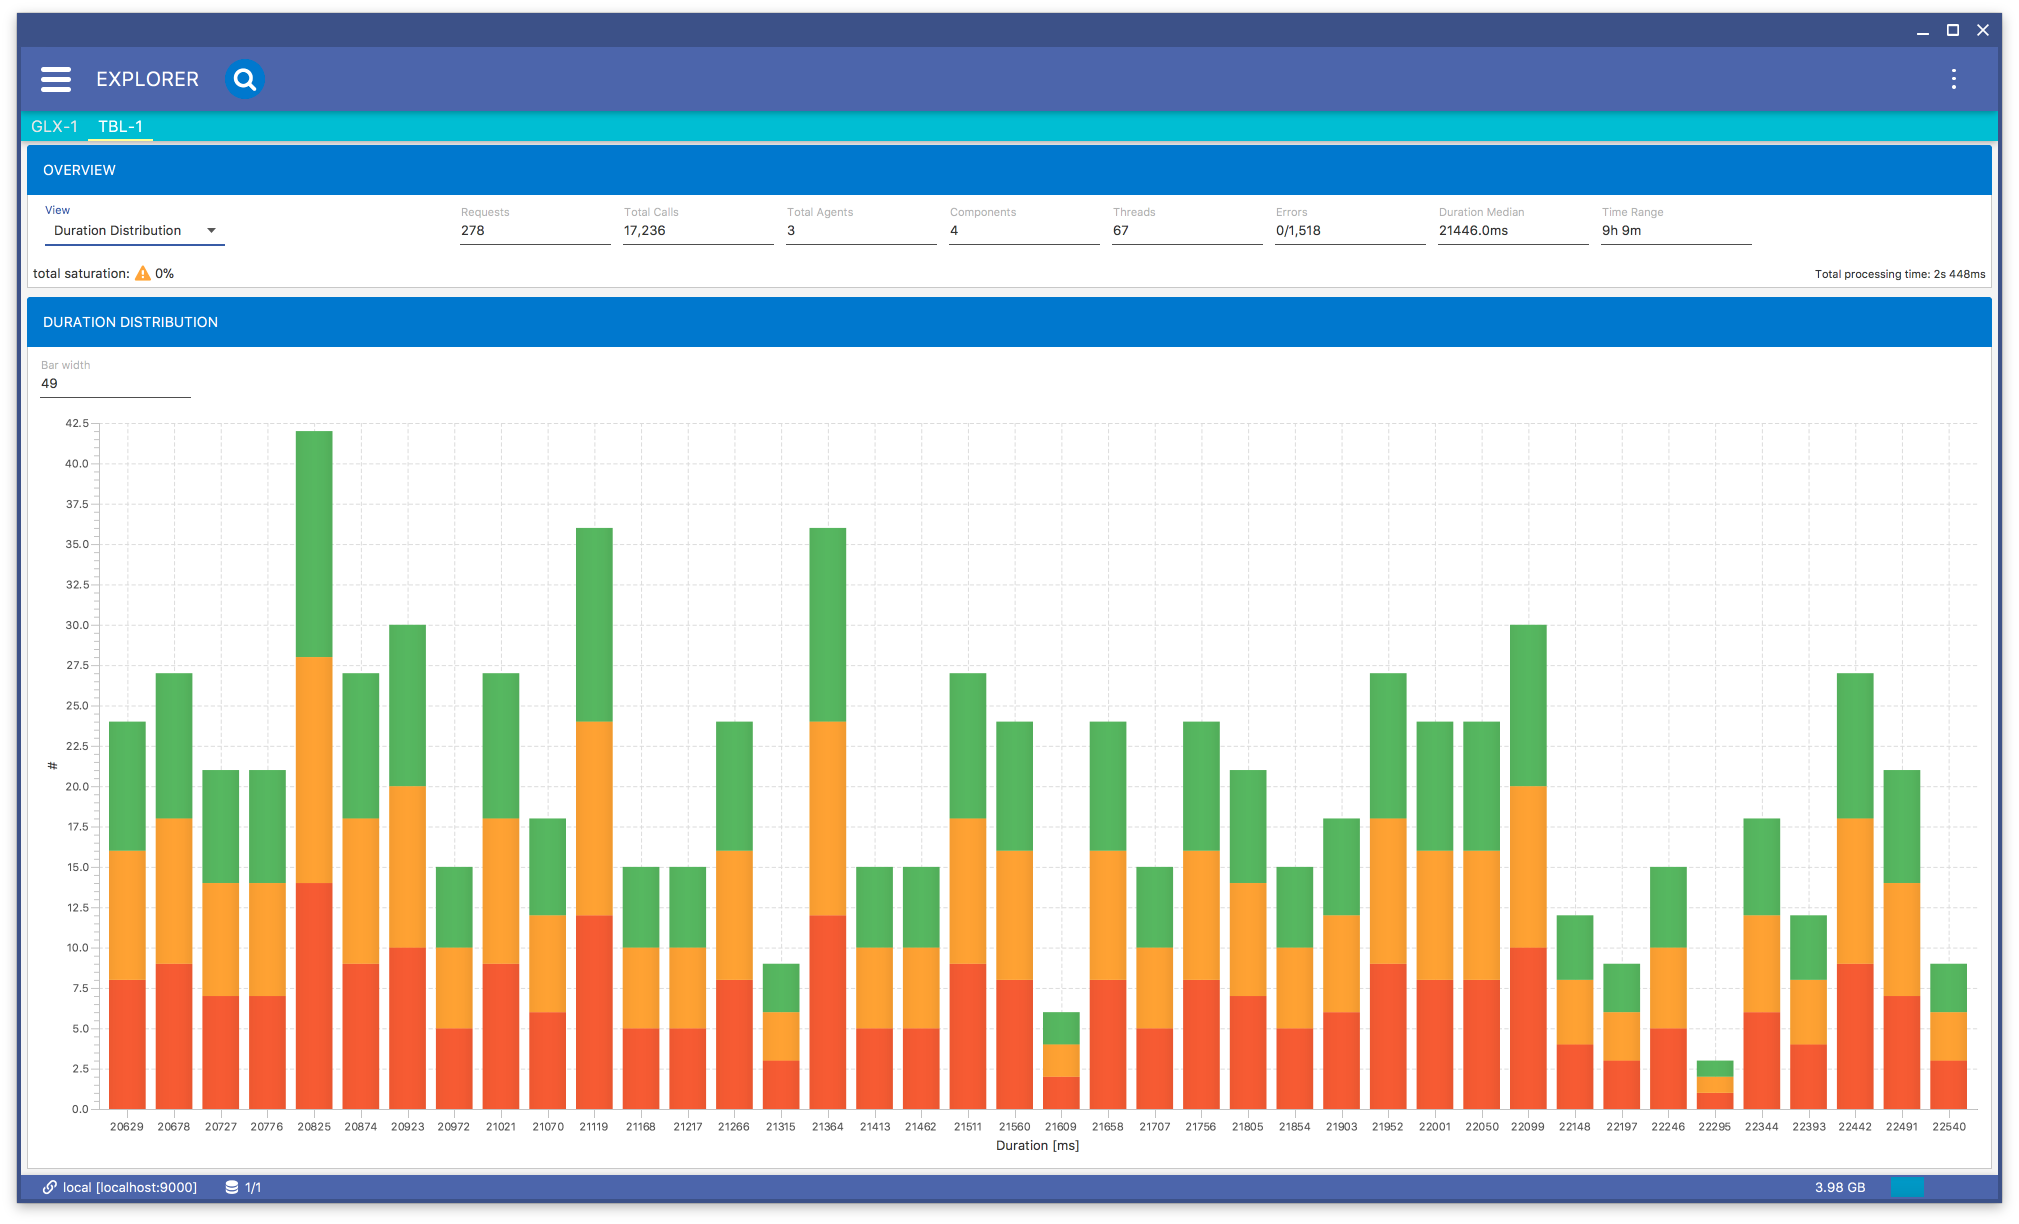 EXPLORER
GLX-1 TBL-1
OVERVIEW
View Requests Total Calls Total Agents Components Threads Errors Duration Median Time Range
Duration Distribution 278 17,236 3 4 67 0/1,518 21446.0ms 9h 9m
total saturation: 0% Total processing time: 2s 448ms
DURATION DISTRIBUTION
Bar width
49
42.5
40.0
37.5
35.0
32.5
30.0
27.5
25.0
22.5
#
20.0
17.5
15.0
12.5
10.0
7.5
5.0
2.5
0.0
20629 20678 20727 20776 20825 20874 20923 20972 21021 21070 21119 21168 21217 21266 21315 21364 21413 21462 21511 21560 21609 21658 21707 21756 21805 21854 21903 21952 22001 22050 22099 22148 22197 22246 22295 22344 22393 22442 22491 22540
Duration [ms]
local [localhost:9000] 1/1 3.98 GB